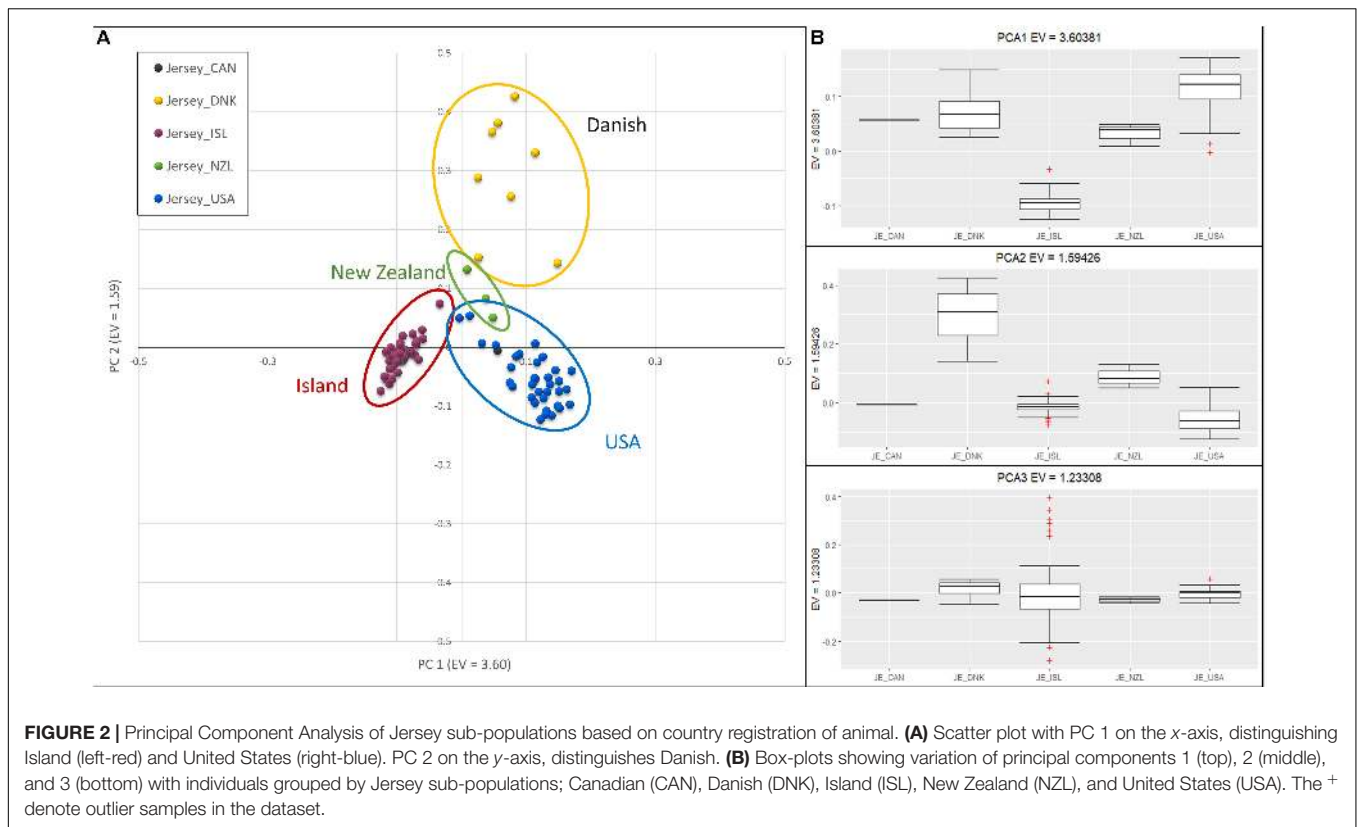 A
Jersey_CAN
Jersey_DNK
Jersey_ISL
Jersey_NZL
Jersey_USA
0.5
Danish
0.3
New Zealand
-0.5
-0.3
0.1
0.3
0.5
Island
USA
-0.1
-0.2
-0.3
-0.4
-0.5
PC 2 (EV = 1.59)
PC 1 (EV = 3.60)
B
PCA1 EV = 3.60381
EV = 3.60381
0.1
0.0
-0.1
JE_CAN JE_DNK JE_ISL JE_NZL JE_USA
PCA2 EV = 1.59426
EV = 1.59426
0.4
0.2
0.0
JE_CAN JE_DNK JE_ISL JE_NZL JE_USA
PCA3 EV = 1.23308
EV = 1.23308
0.4
0.2
0.0
-0.2
JE_CAN JE_DNK JE_ISL JE_NZL JE_USA
FIGURE 2 | Principal Component Analysis of Jersey sub-populations based on country registration of animal. (A) Scatter plot with PC 1 on the x-axis, distinguishing
Island (left-red) and United States (right-blue). PC 2 on the y-axis, distinguishes Danish. (B) Box-plots showing variation of principal components 1 (top), 2 (middle),
and 3 (bottom) with individuals grouped by Jersey sub-populations; Canadian (CAN), Danish (DNK), Island (ISL), New Zealand (NZL), and United States (USA). The +
denote outlier samples in the dataset.